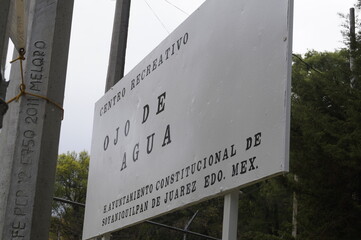 CENTRO RECREATIVO
OJO DE
AGUA
H. AYUNTAMIENTO CONSTITUCIONAL DE
SOYANIQUILPAN DE JUAREZ EDO. MEX.